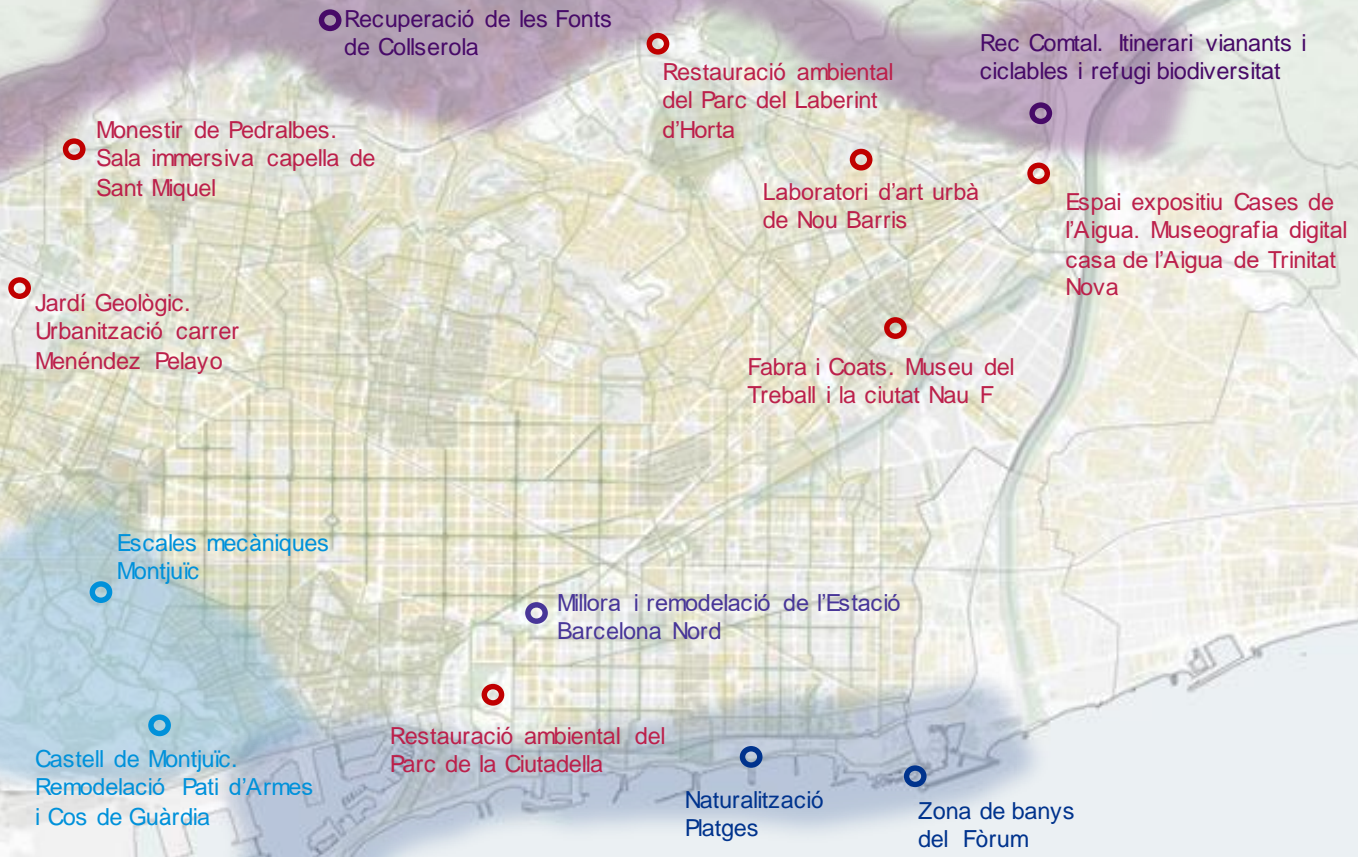 Recuperació de les Fonts
de Collserola
Rec Comtal. Itinerari vianants i
ciclables i refugi biodiversitat
Restauració ambiental
del Parc del Laberint
d'Horta
Monestir de Pedralbes.
Sala immersiva capella de
Sant Miquel
Laboratori d'art urbà
de Nou Barris
Espai expositiu Cases de
l'Aigua. Museografia digital
casa de l'Aigua de Trinitat
Nova
Jardí Geològic.
Urbanització carrer
Menéndez Pelayo
Fabra i Coats. Museu del
Treball i la ciutat Nau F
Escales mecàniques
Montjuïc
Millora i remodelació de l'Estació
Barcelona Nord
Restauració ambiental del
Parc de la Ciutadella
Castell de Montjuïc.
Remodelació Pati d'Armes
i Cos de Guàrdia
Naturalització
Platges
Zona de banys
del Fòrum